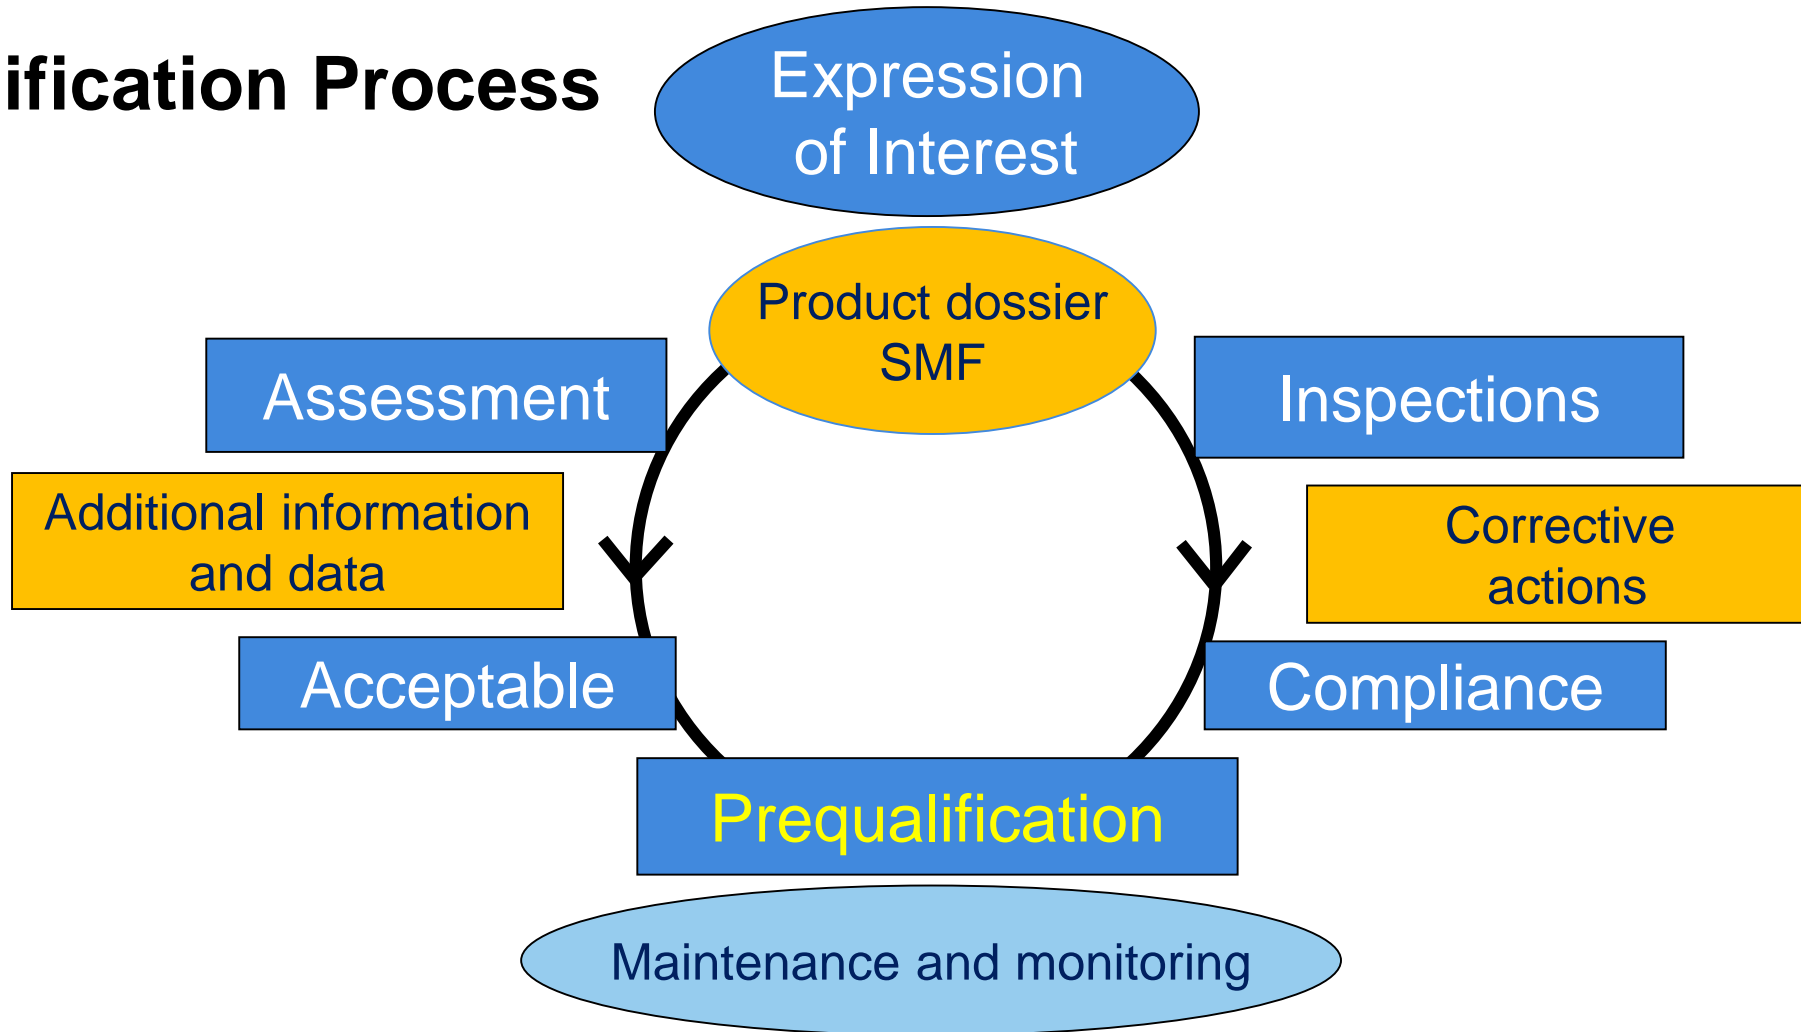 ification Process
Expression
of Interest
Product dossier
SMF
Assessment
Inspections
Additional information
and data
Corrective
actions
Acceptable
Compliance
Prequalification
Maintenance and monitoring